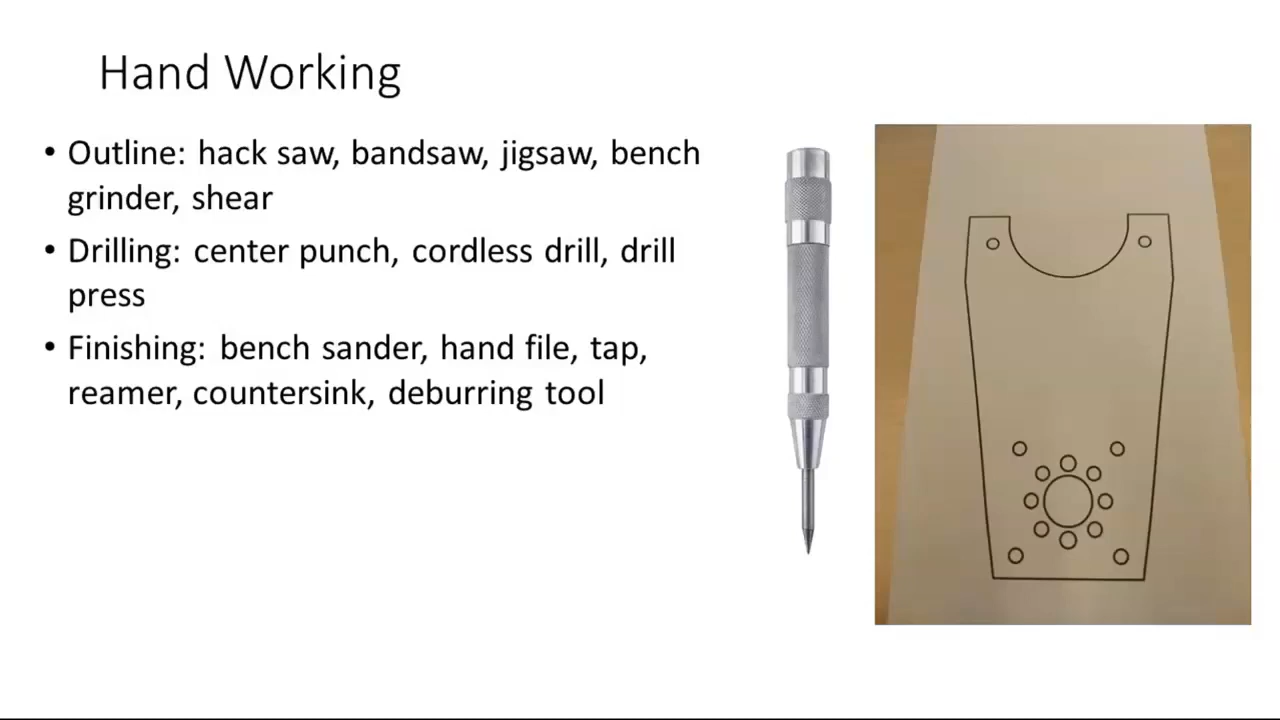 Hand Working
• Outline: hack saw, bandsaw, jigsaw, bench
grinder, shear
• Drilling: center punch, cordless drill, drill
press
• Finishing: bench sander, hand file, tap,
reamer, countersink, deburring tool